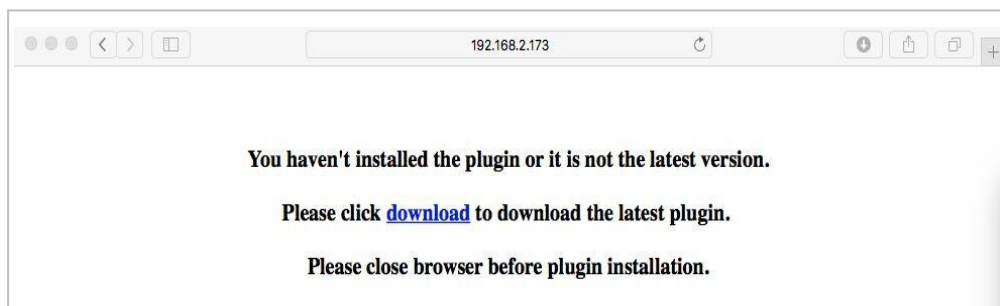 192.168.2.173
You haven't installed the plugin or it is not the latest version.
Please click download to download the latest plugin.
Please close browser before plugin installation.